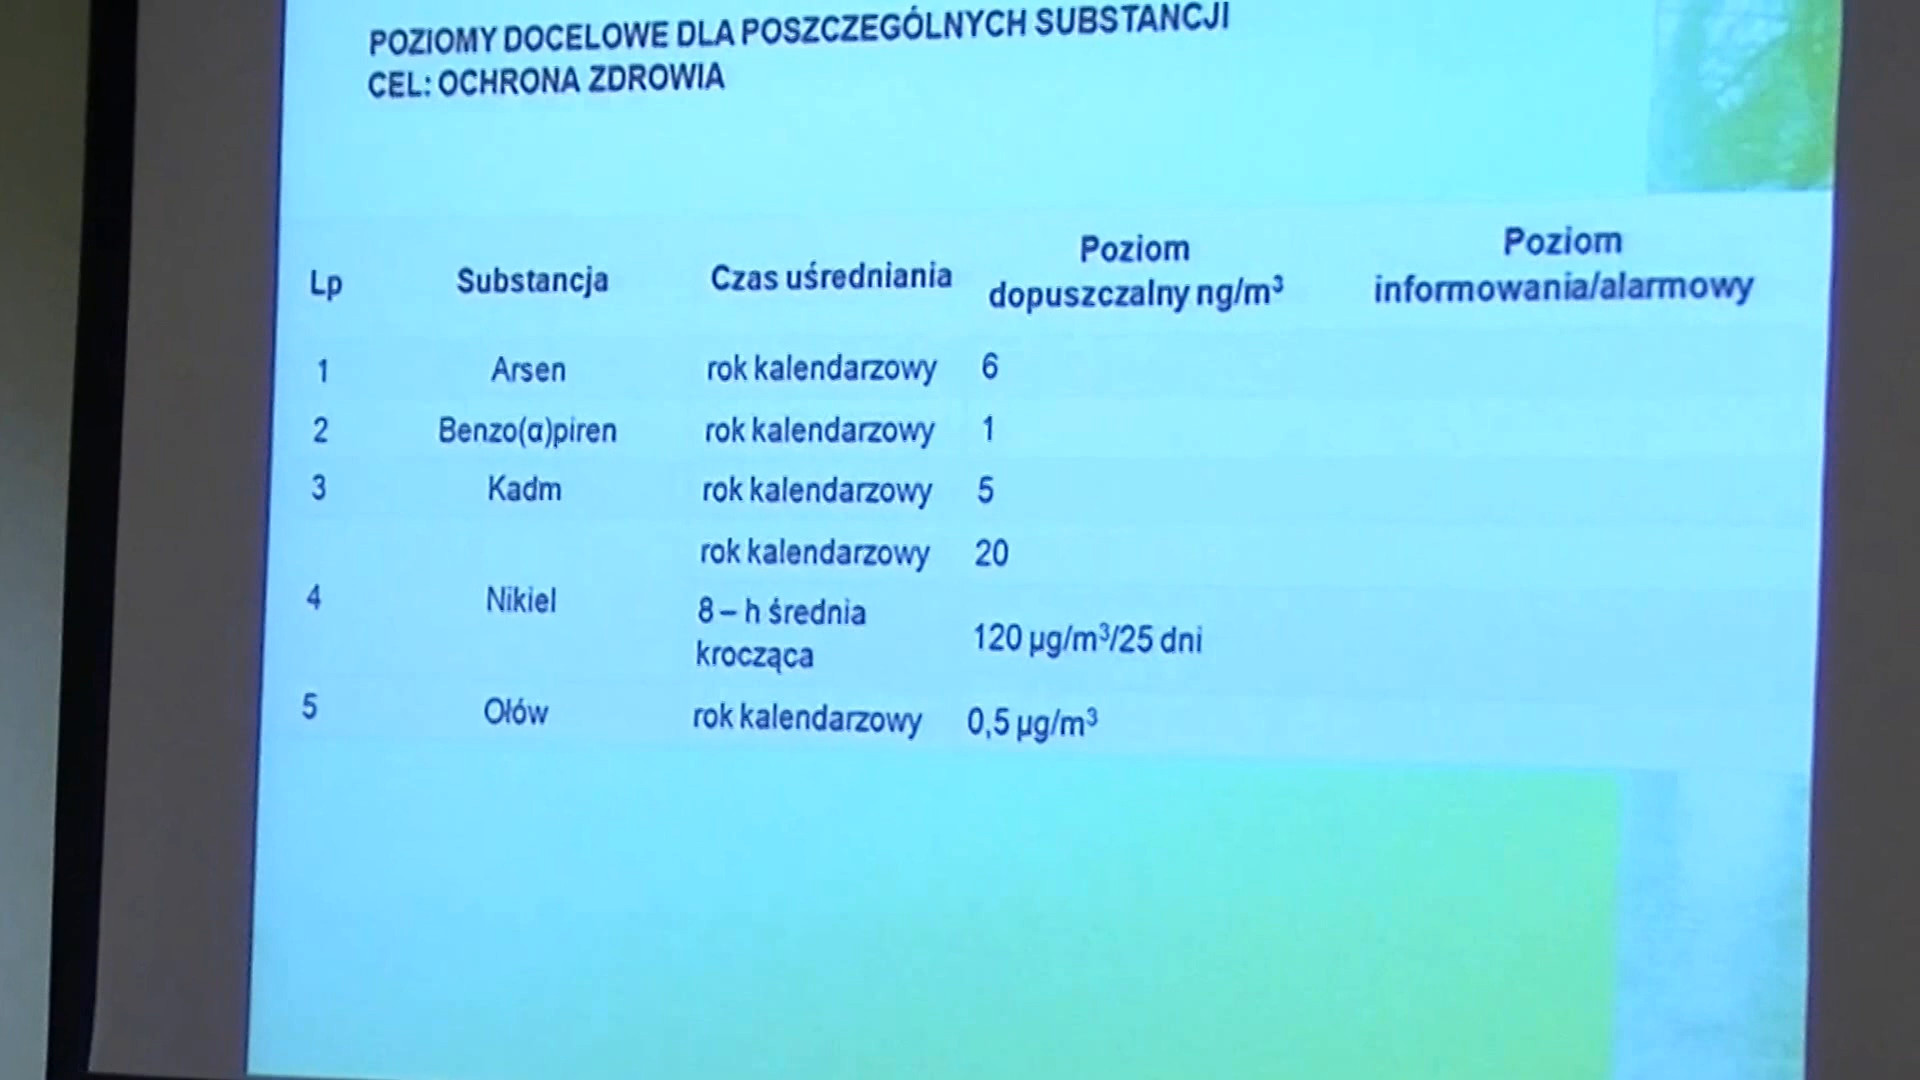 POZIOMY DOCELOWE DLA POSZCZEGÓLNYCH SUBSTANCJI
CEL: OCHRONA ZDROWIA
Lp Substancja Czas uśredniania Poziom dopuszczalny ng/m³ Poziom informowania/alarmowy
1 Arsen rok kalendarzowy 6
2 Benzo(α)piren rok kalendarzowy 1
3 Kadm rok kalendarzowy 5
4 Nikiel rok kalendarzowy 20
8 – h średnia krocząca 120 µg/m³/25 dni
5 Ołów rok kalendarzowy 0,5 µg/m³